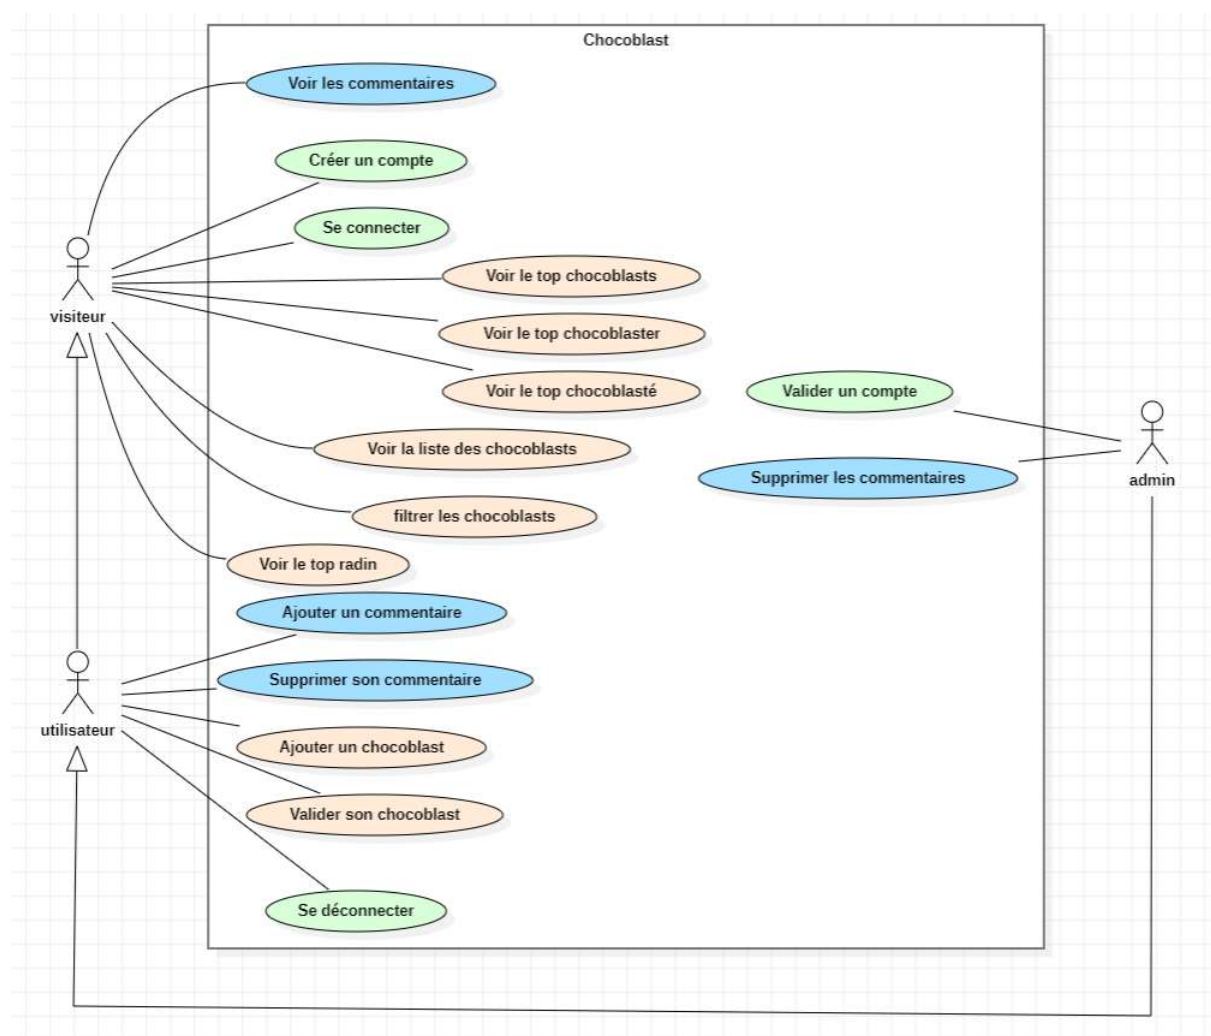 Chocoblast
Voir les commentaires
Créer un compte
Se connecter
Voir le top chocoblasts
visiteur
Voir le top chocoblaster
Voir le top chocoblasté
Valider un compte
Voir la liste des chocoblasts
Supprimer les commentaires
admin
filtrer les chocoblasts
Voir le top radin
Ajouter un commentaire
Supprimer son commentaire
utilisateur
Ajouter un chocoblast
Valider son chocoblast
Se déconnecter